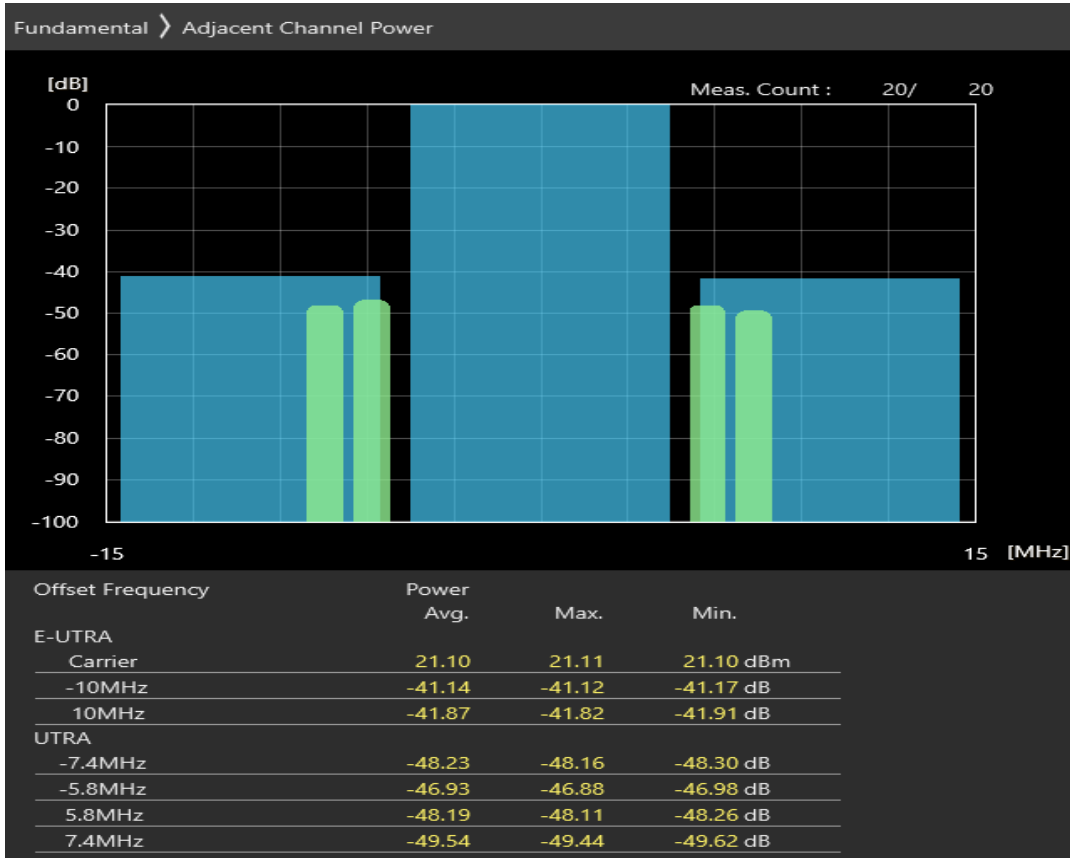 Fundamental 〉 Adjacent Channel Power
[dB]
Meas. Count : 20/ 20
0
-10
-20
-30
-40
-50
-60
-70
-80
-90
-100
-15 15 [MHz]
Offset Frequency Power
Avg. Max. Min.
E-UTRA
Carrier 21.10 21.11 21.10 dBm
-10MHz -41.14 -41.12 -41.17 dB
10MHz -41.87 -41.82 -41.91 dB
UTRA
-7.4MHz -48.23 -48.16 -48.30 dB
-5.8MHz -46.93 -46.88 -46.98 dB
5.8MHz -48.19 -48.11 -48.26 dB
7.4MHz -49.54 -49.44 -49.62 dB